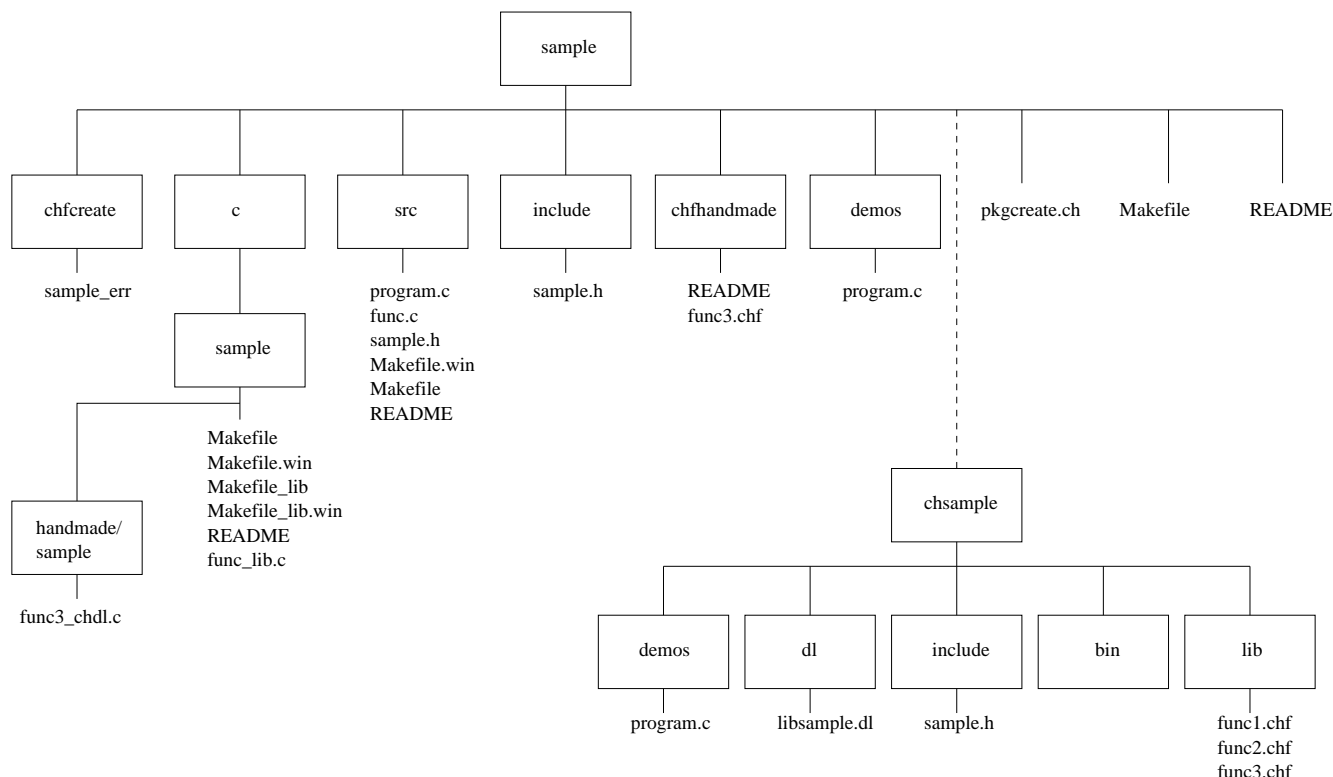 sample
chfcreate
c
src
include
chfhandmade
demos
pkgcreate.ch
Makefile
README
sample_err
program.c
func.c
sample.h
Makefile.win
Makefile
README
sample.h
README
func3.chf
program.c
sample
handmade/
sample
func3_chdl.c
Makefile
Makefile.win
Makefile_lib
Makefile_lib.win
README
func_lib.c
chsample
demos
dl
include
bin
lib
program.c
libsample.dl
sample.h
func1.chf
func2.chf
func3.chf